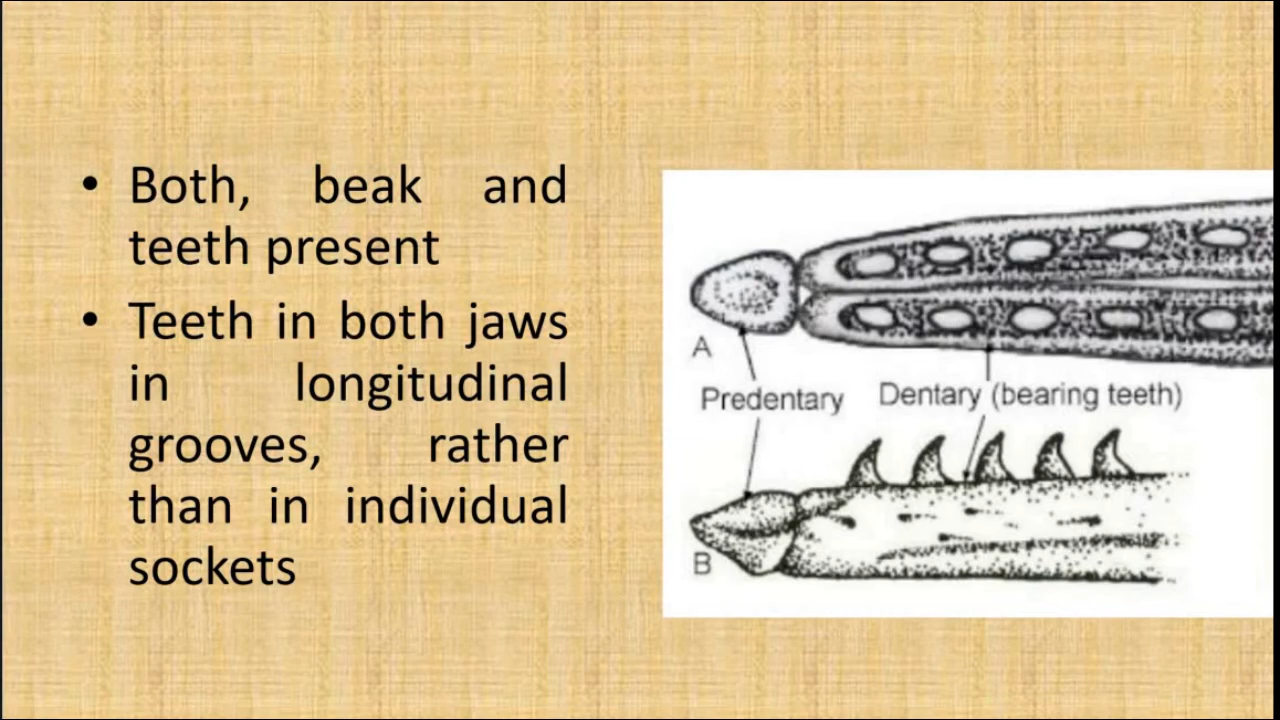 • Both, beak and
teeth present
• Teeth in both jaws
in longitudinal
grooves, rather
than in individual
sockets
A
Predentary
Dentary (bearing teeth)
B